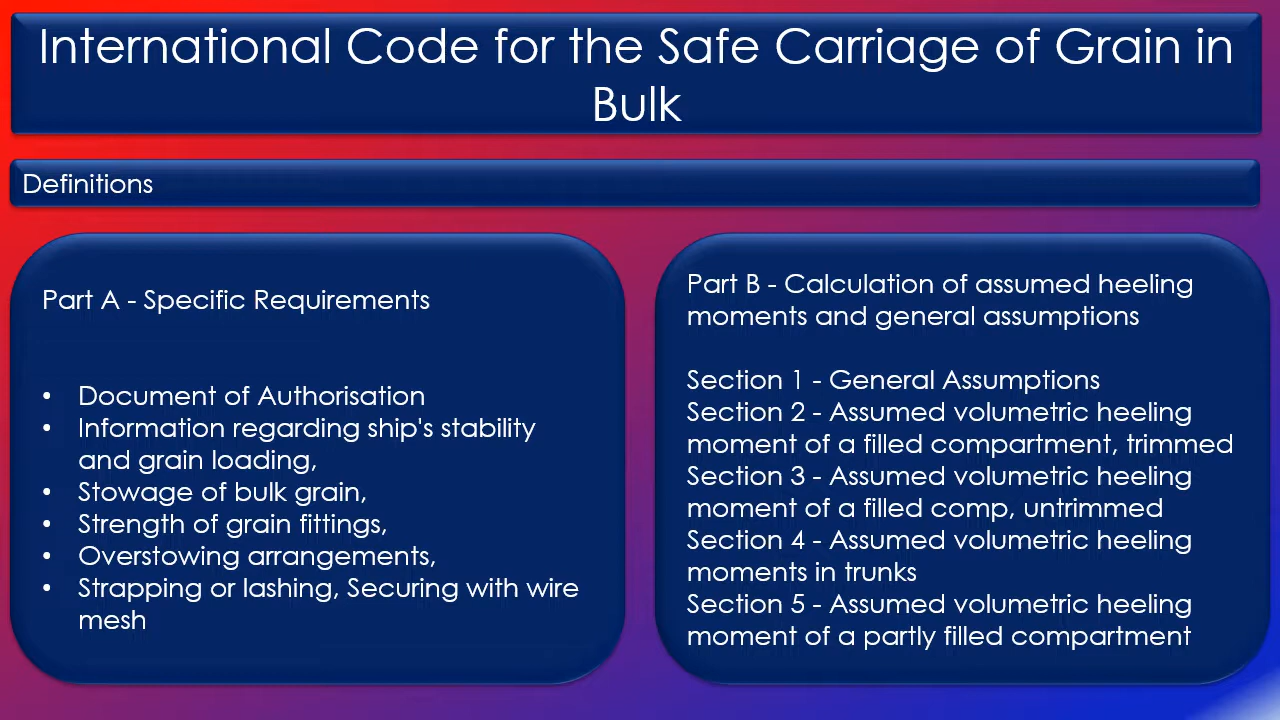 International Code for the Safe Carriage of Grain in
Bulk
Definitions
Part A - Specific Requirements
• Document of Authorisation
• Information regarding ship's stability
and grain loading,
• Stowage of bulk grain,
• Strength of grain fittings,
• Overstowing arrangements,
• Strapping or lashing, Securing with wire
mesh
Part B - Calculation of assumed heeling
moments and general assumptions
Section 1 - General Assumptions
Section 2 - Assumed volumetric heeling
moment of a filled compartment, trimmed
Section 3 - Assumed volumetric heeling
moment of a filled comp, untrimmed
Section 4 - Assumed volumetric heeling
moments in trunks
Section 5 - Assumed volumetric heeling
moment of a partly filled compartment